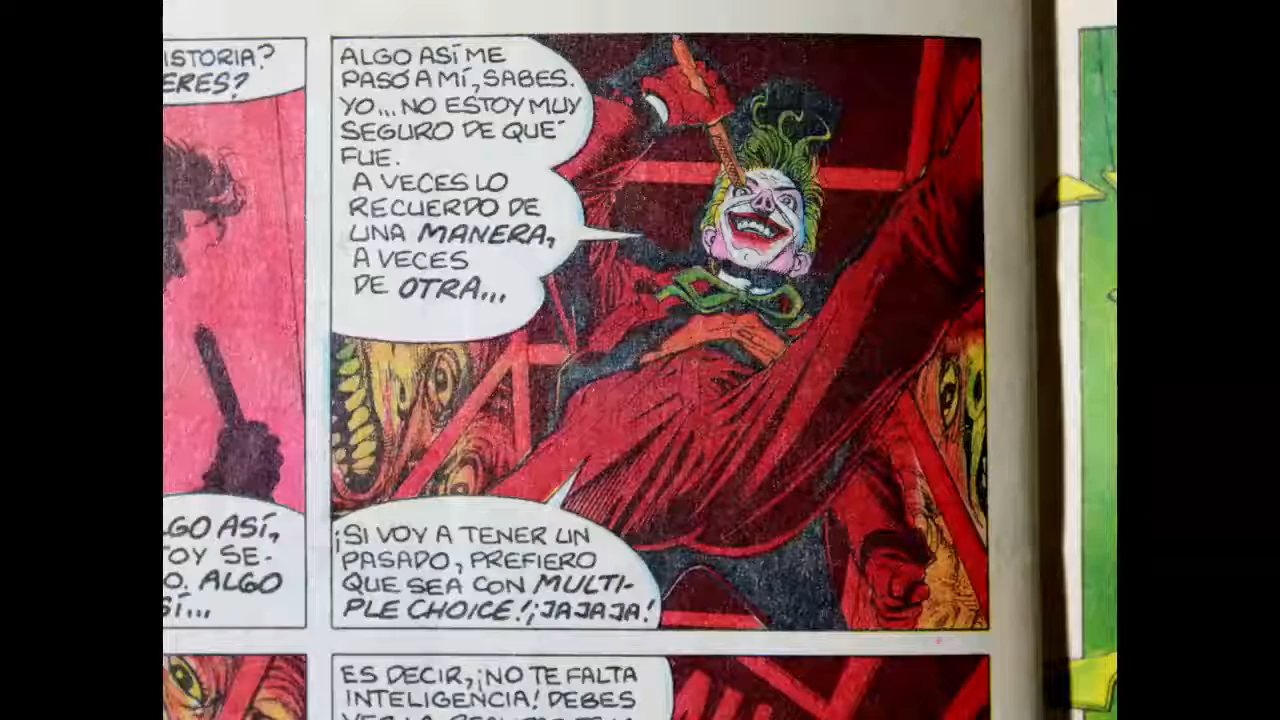 ISTORIA?
ERES?
GO ASÍ,
OY SE-
O. ALGO
SÍ...
ALGO ASÍ ME
PASÓ A MÍ, SABES.
YO... NO ESTOY MUY
SEGURO DE QUÉ
FUE.
A VECES LO
RECUERDO DE
UNA MANERA,
A VECES
DE OTRA...
¡SI VOY A TENER UN
PASADO, PREFIERO
QUE SEA CON MULTI-
PLE CHOICE! ¡JAJAJA!
ES DECIR, ¡NO TE FALTA
INTELIGENCIA! DEBES